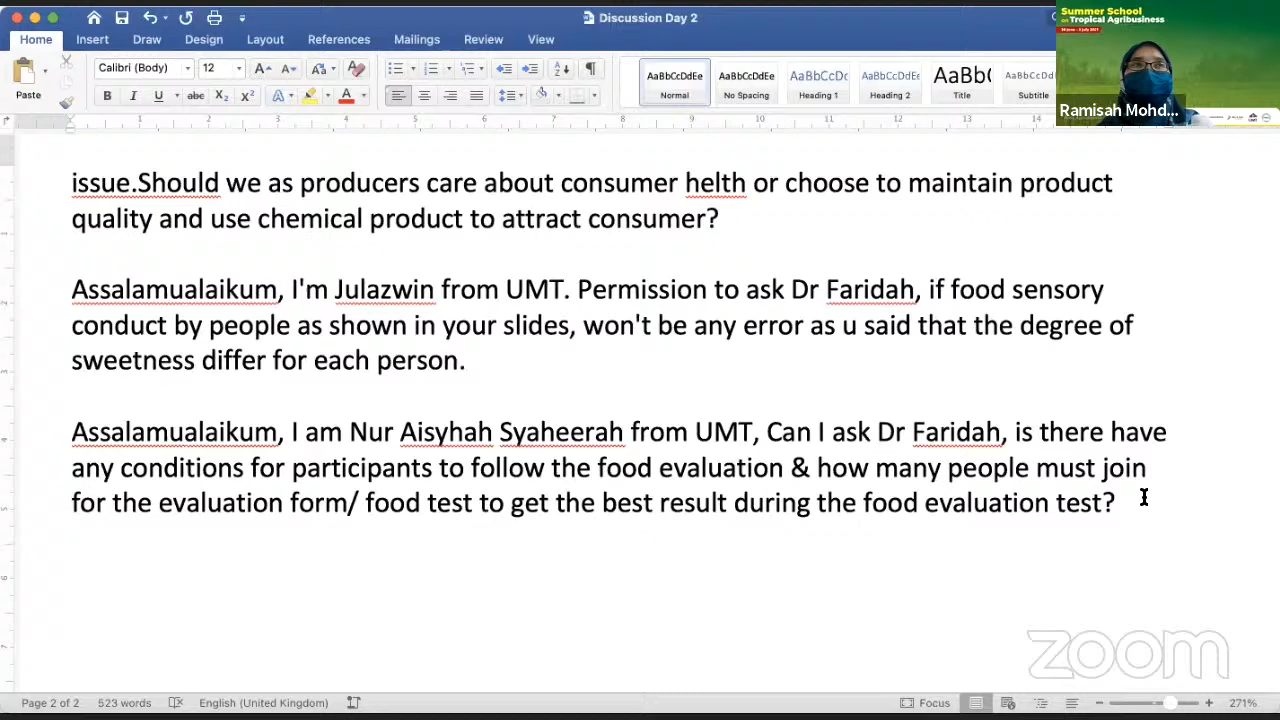 Discussion Day 2
Summer School
on Tropical Agribusiness
Home Insert Draw Design Layout References Mailings Review View
Paste
Calibri (Body) 12
AaBbCcDdEe AaBbCcDdEe AaBbCcDc AaBbCcDdEe AaBb( AaBbCcDdEe
Normal No Spacing Heading 1 Heading 2 Title Subtitle
Ramisah Mohd...
issue.Should we as producers care about consumer helth or choose to maintain product
quality and use chemical product to attract consumer?
Assalamualaikum, I'm Julazwin from UMT. Permission to ask Dr Faridah, if food sensory
conduct by people as shown in your slides, won't be any error as u said that the degree of
sweetness differ for each person.
Assalamualaikum, I am Nur Aisyhah Syaheerah from UMT, Can I ask Dr Faridah, is there have
any conditions for participants to follow the food evaluation & how many people must join
for the evaluation form/ food test to get the best result during the food evaluation test?
zoom
Page 2 of 2 523 words English (United Kingdom) Focus 271%